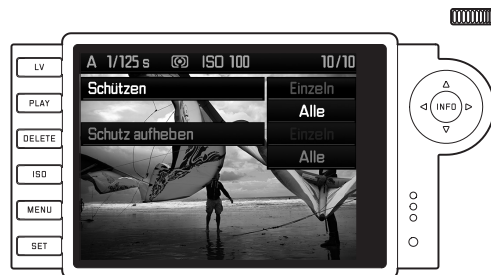 LV
PLAY
DELETE
ISO
MENU
SET
A 1/125 s ISO 100 10/10
Schützen Einzeln
Alle
Schutz aufheben Einzeln
Alle
INFO